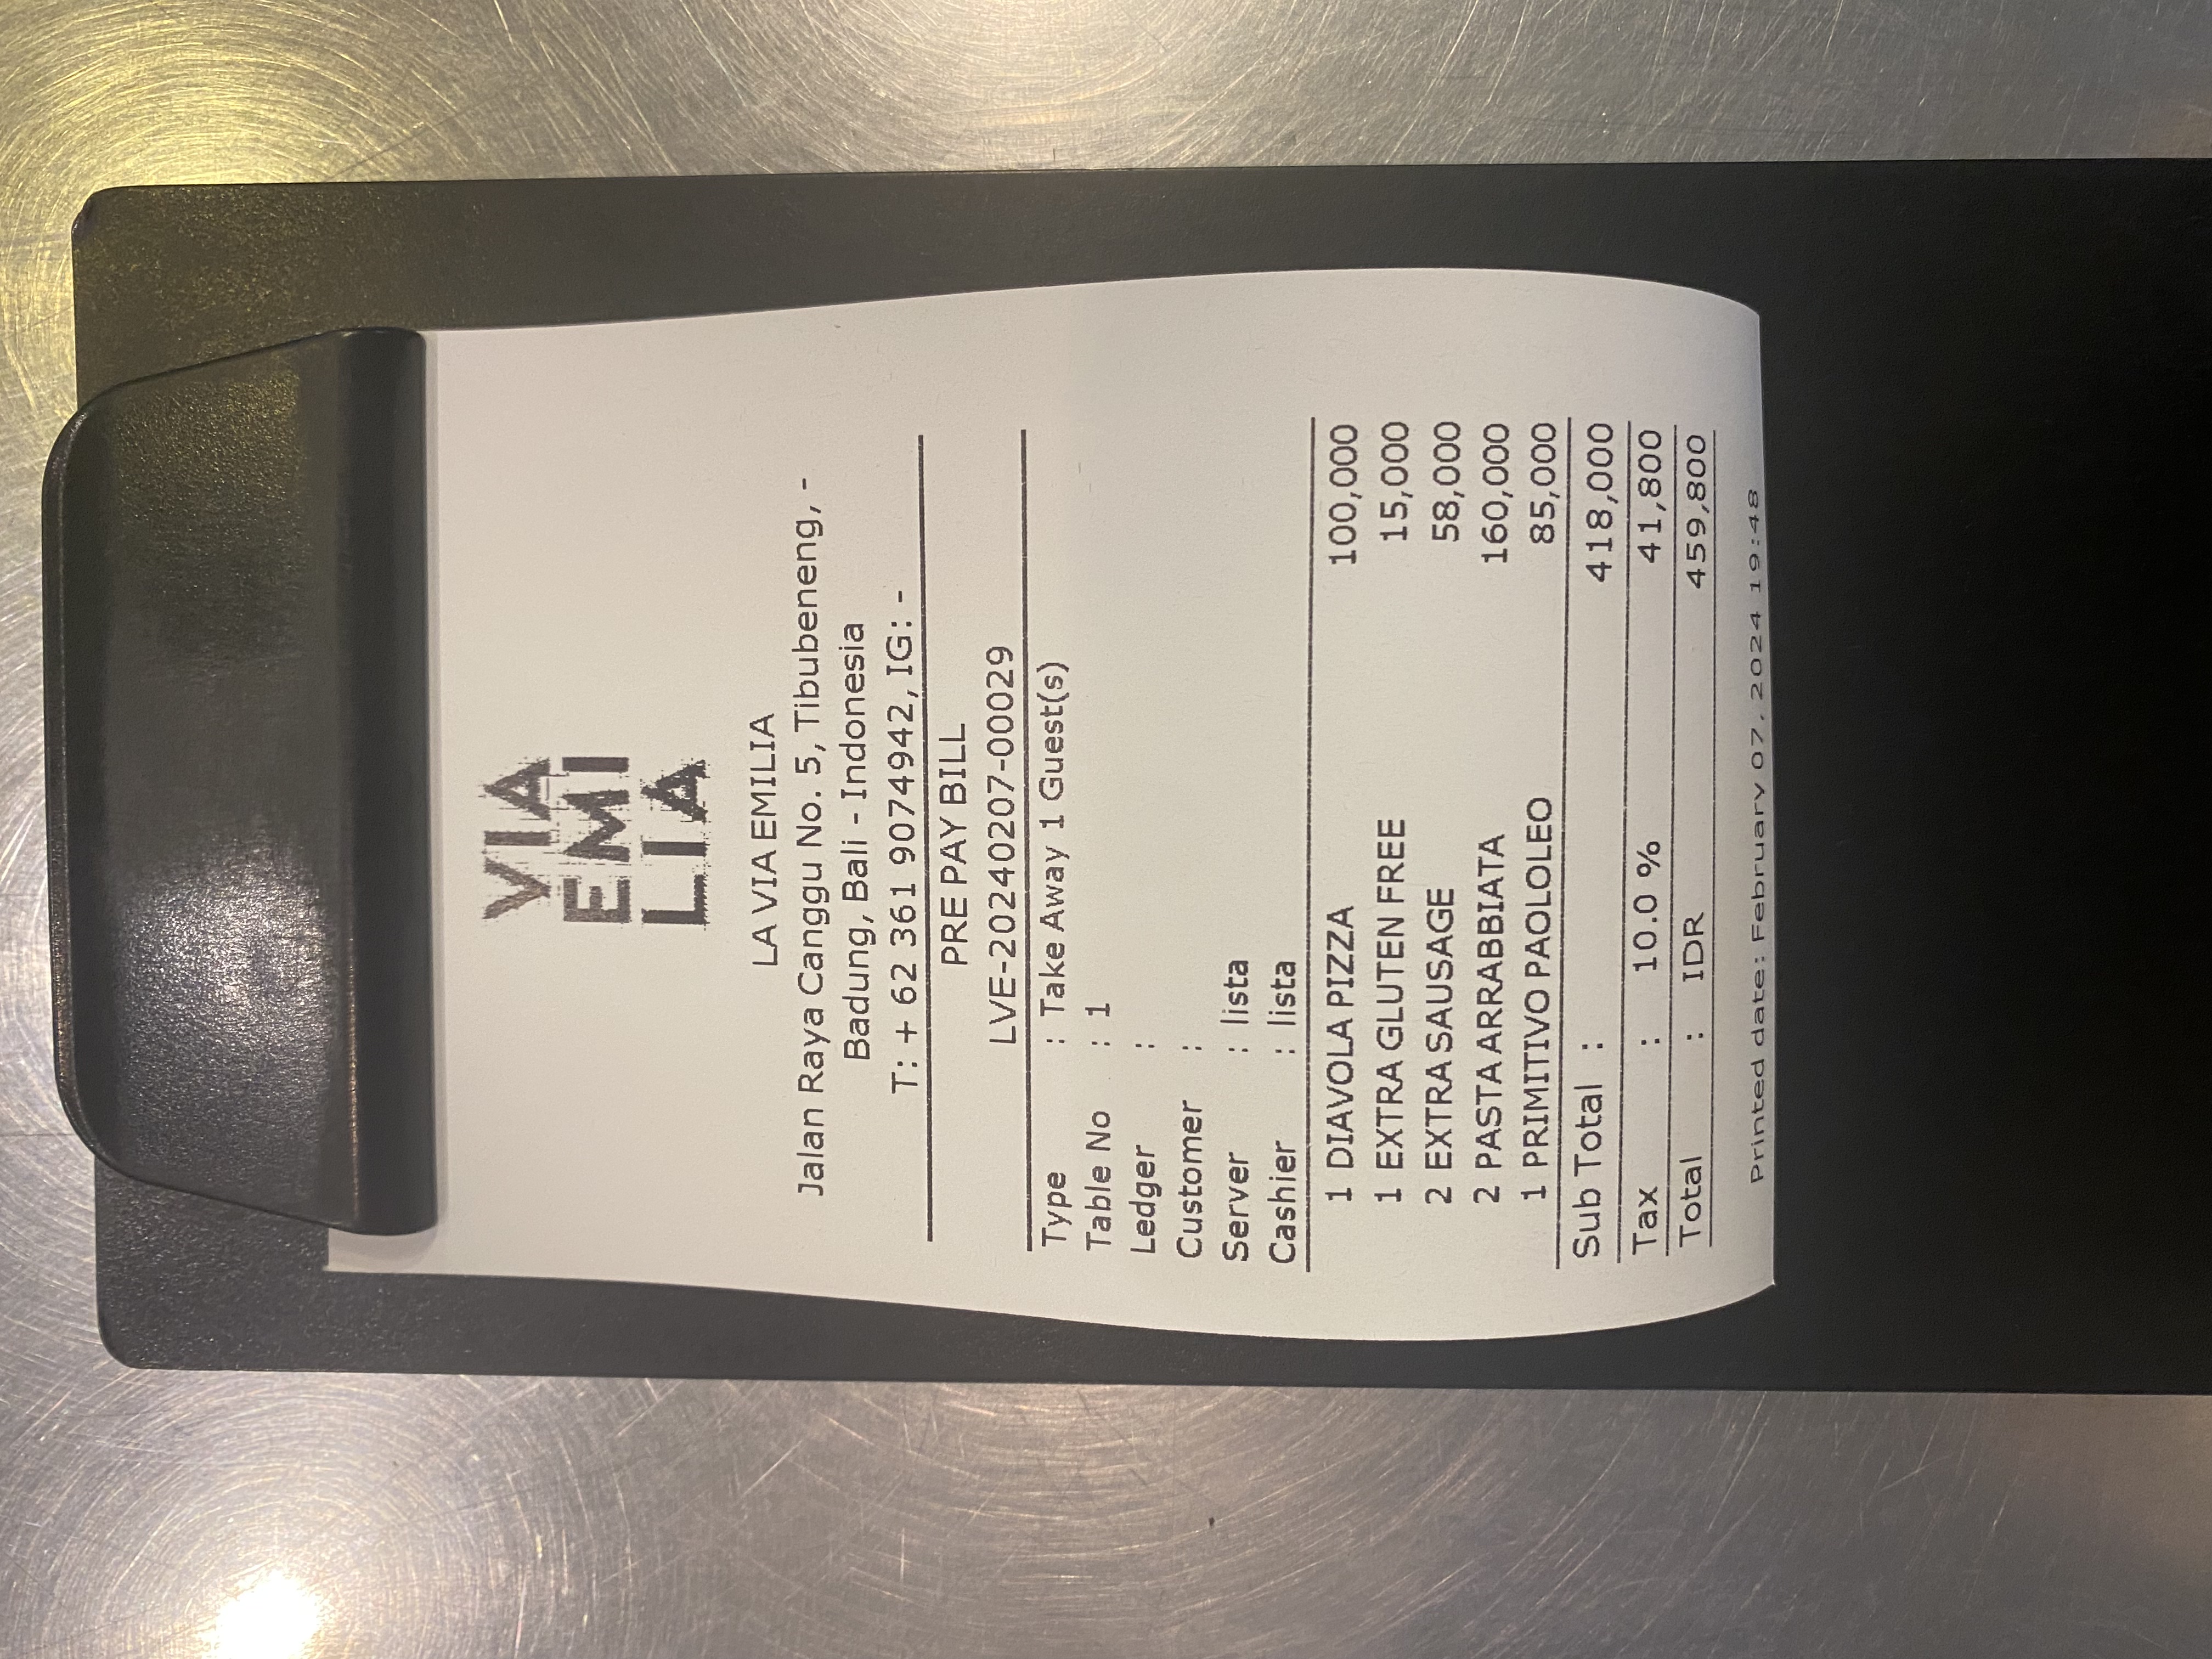 VIA
EMI
LIA
LA VIA EMILIA
Jalan Raya Canggu No. 5, Tibubeneng, -
Badung, Bali - Indonesia
T: + 62 361 9074942, IG: -
PRE PAY BILL
LVE-20240207-00029
Type : Take Away 1 Guest(s)
Table No : 1
Ledger :
Customer :
Server : lista
Cashier : lista
1 DIAVOLA PIZZA 100,000
1 EXTRA GLUTEN FREE 15,000
2 EXTRA SAUSAGE 58,000
2 PASTA ARRABBIATA 160,000
1 PRIMITIVO PAOLOLEO 85,000
Sub Total : 418,000
Tax : 10.0 % 41,800
Total : IDR 459,800
Printed date: February 07, 2024 19:48